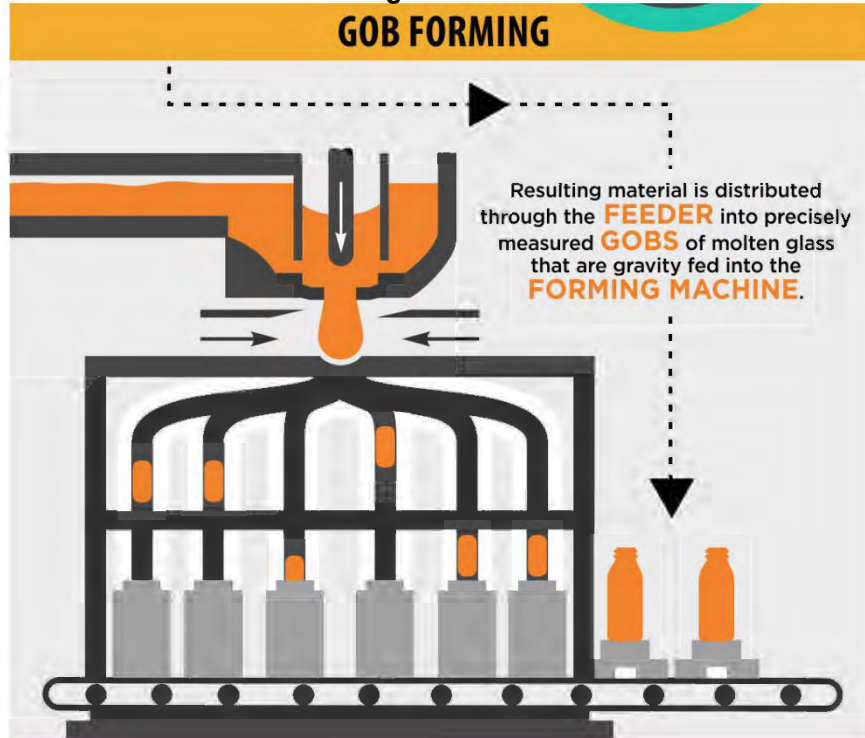 GOB FORMING
Resulting material is distributed
through the FEEDER into precisely
measured GOBS of molten glass
that are gravity fed into the
FORMING MACHINE.